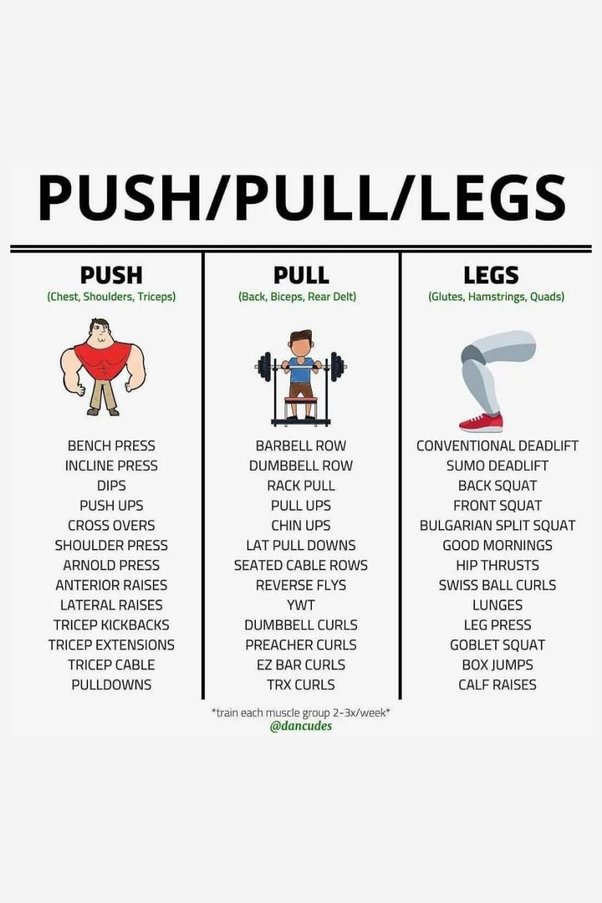 PUSH/PULL/LEGS
PUSH
(Chest, Shoulders, Triceps)
BENCH PRESS
INCLINE PRESS
DIPS
PUSH UPS
CROSS OVERS
SHOULDER PRESS
ARNOLD PRESS
ANTERIOR RAISES
LATERAL RAISES
TRICEP KICKBACKS
TRICEP EXTENSIONS
TRICEP CABLE
PULLDOWNS
PULL
(Back, Biceps, Rear Delt)
BARBELL ROW
DUMBBELL ROW
RACK PULL
PULL UPS
CHIN UPS
LAT PULL DOWNS
SEATED CABLE ROWS
REVERSE FLYS
YWT
DUMBBELL CURLS
PREACHER CURLS
EZ BAR CURLS
TRX CURLS
LEGS
(Glutes, Hamstrings, Quads)
CONVENTIONAL DEADLIFT
SUMO DEADLIFT
BACK SQUAT
FRONT SQUAT
BULGARIAN SPLIT SQUAT
GOOD MORNINGS
HIP THRUSTS
SWISS BALL CURLS
LUNGES
LEG PRESS
GOBLET SQUAT
BOX JUMPS
CALF RAISES
*train each muscle group 2-3x/week*
@dancudes